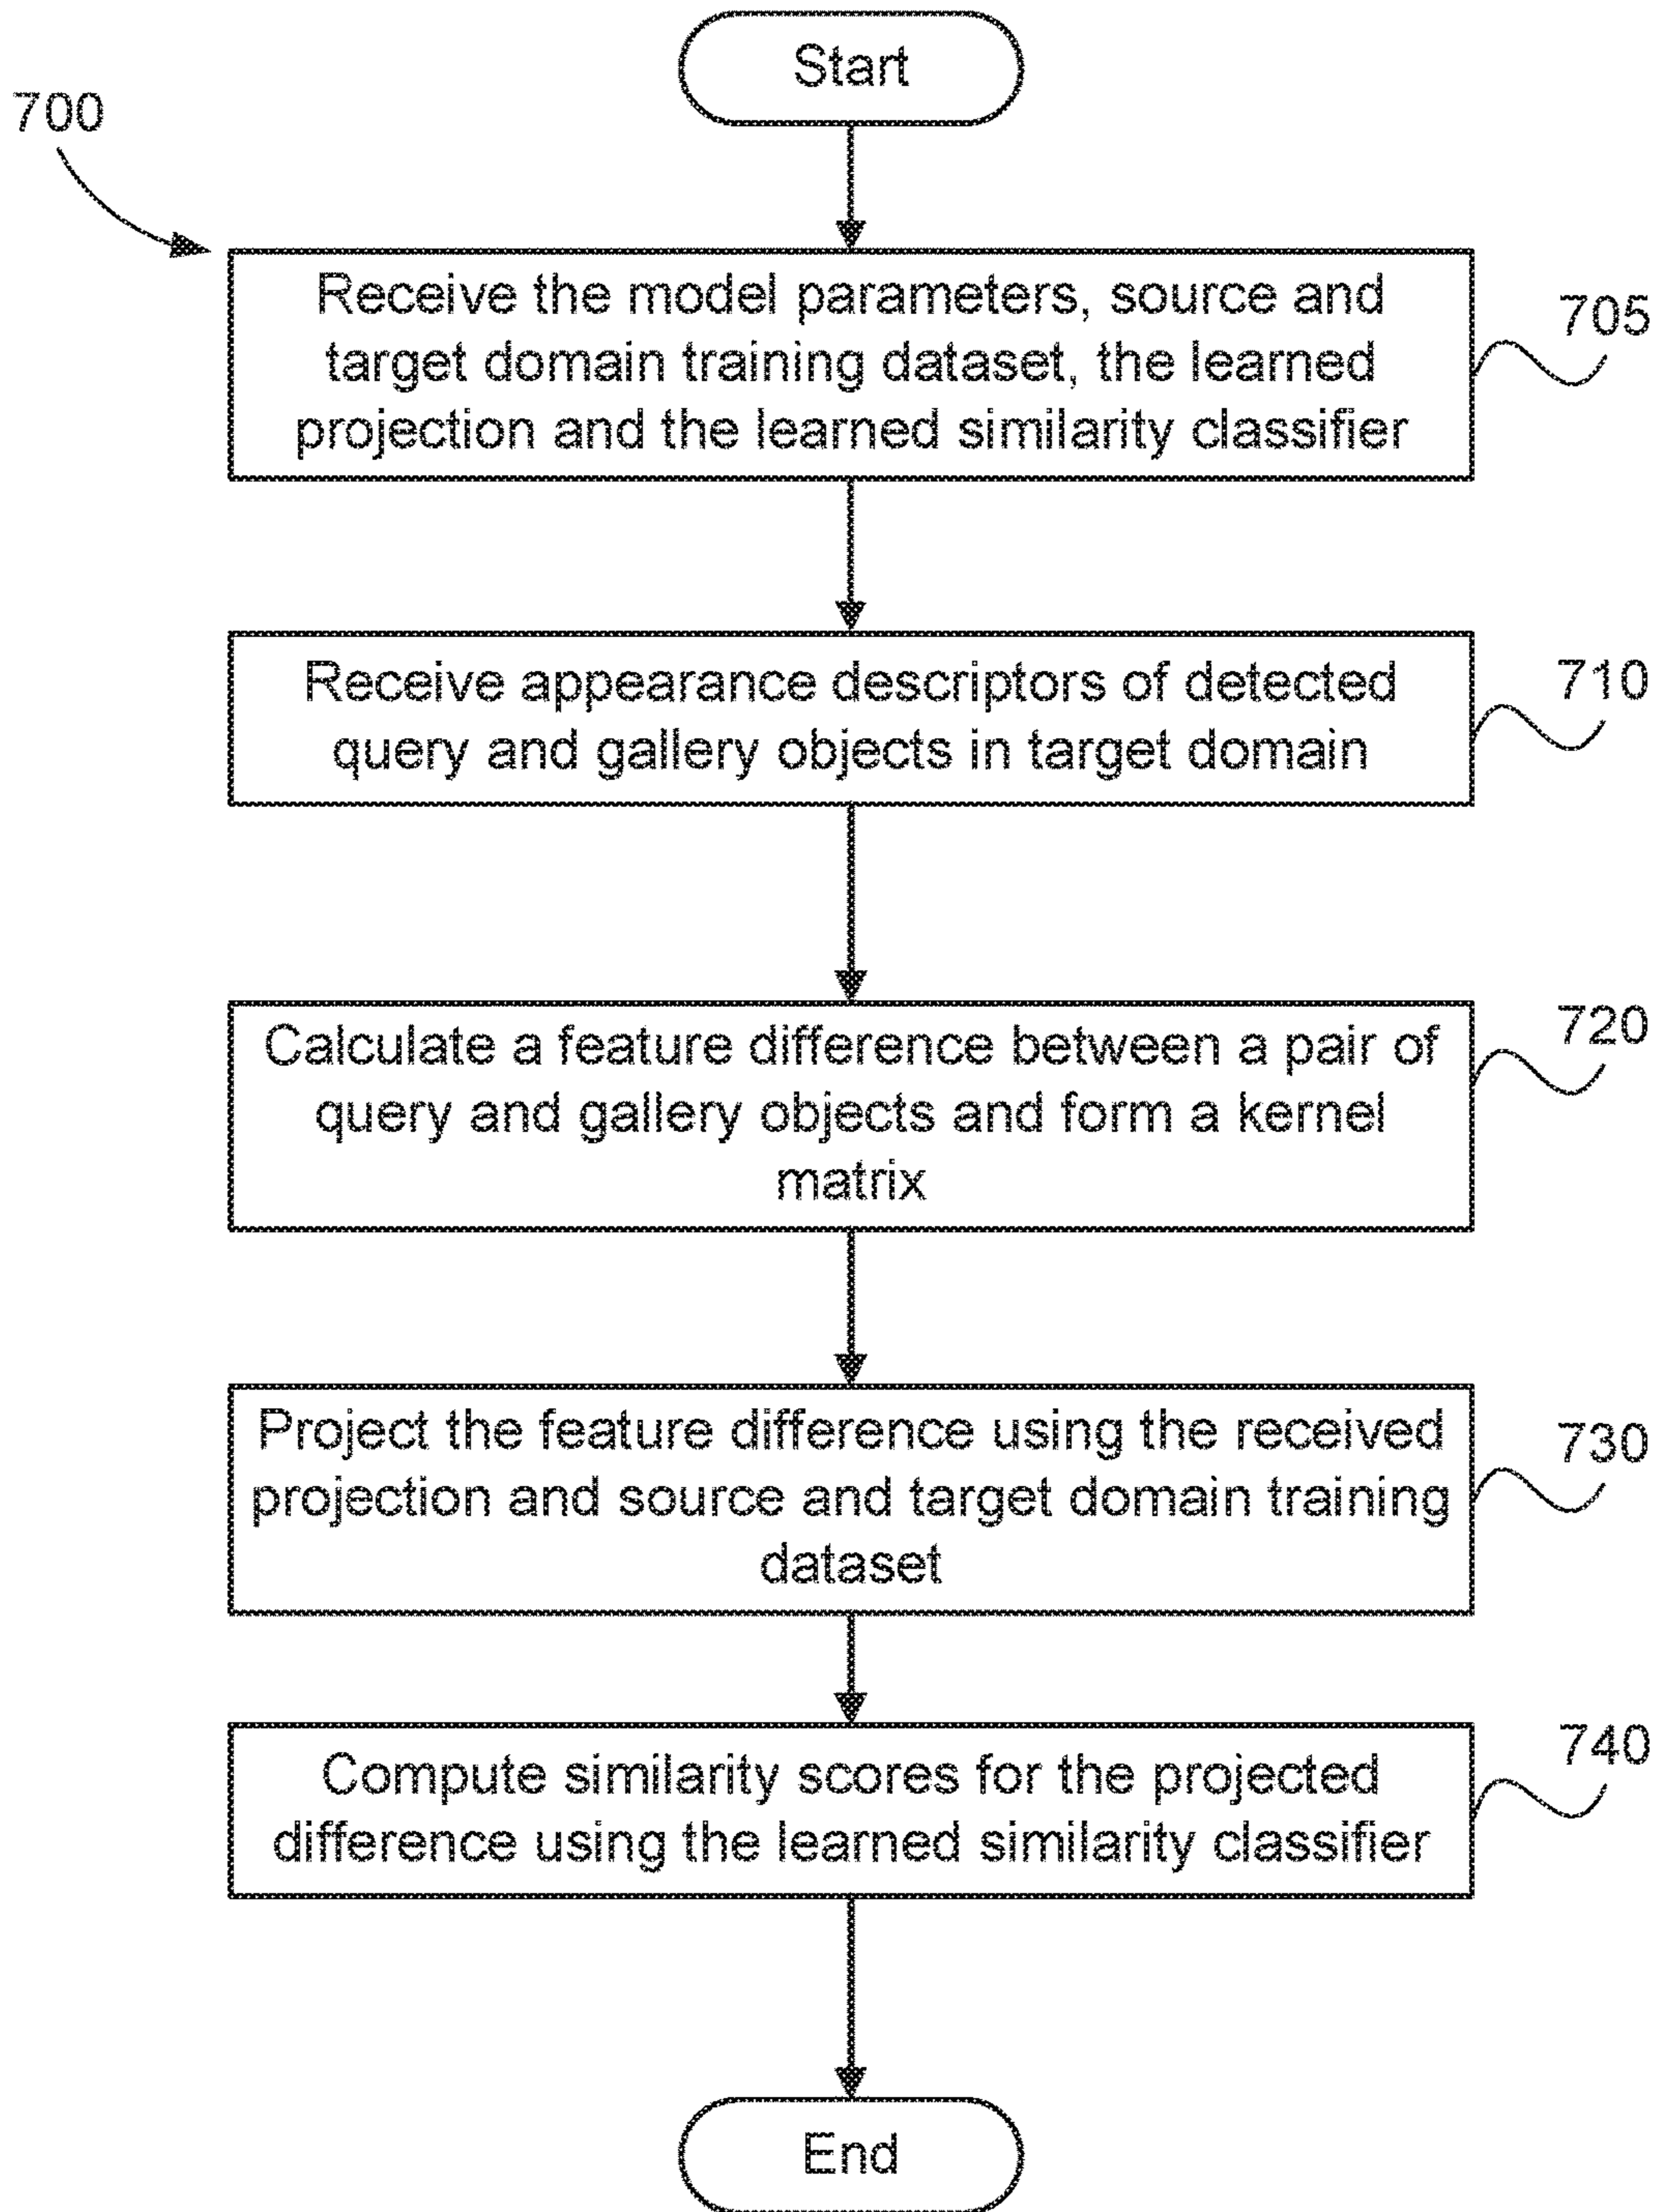 Start
700
Receive the model parameters, source and
target domain training dataset, the learned
projection and the learned similarity classifier
705
Receive appearance descriptors of detected
query and gallery objects in target domain
710
Calculate a feature difference between a pair of
query and gallery objects and form a kernel
matrix
720
Project the feature difference using the received
projection and source and target domain training
dataset
730
Compute similarity scores for the projected
difference using the learned similarity classifier
740
End